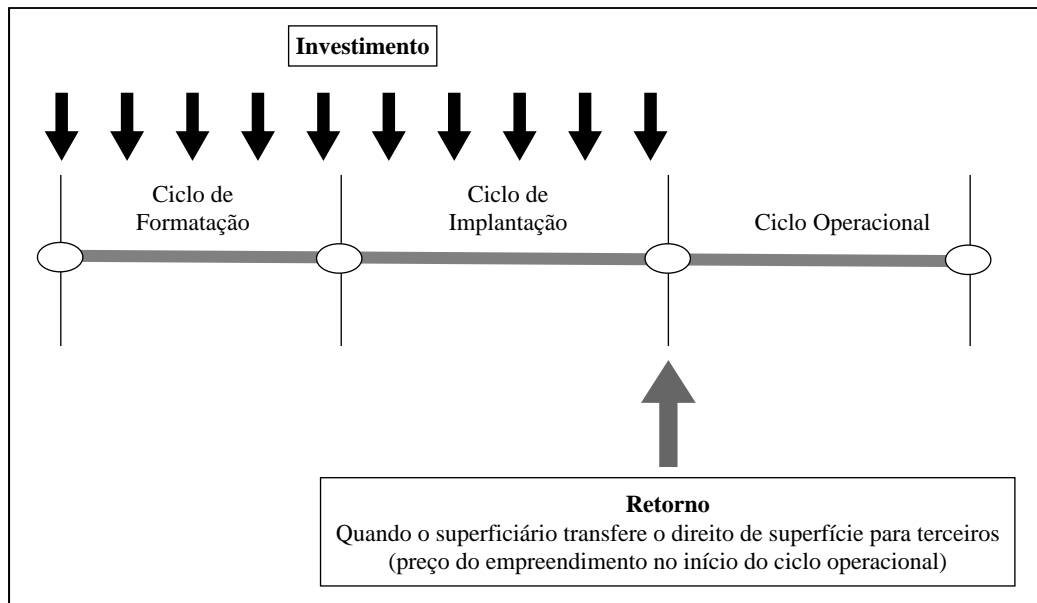 Investimento
Ciclo de
Formatação
Ciclo de
Implantação
Ciclo Operacional
Retorno
Quando o superficiário transfere o direito de superfície para terceiros
(preço do empreendimento no início do ciclo operacional)